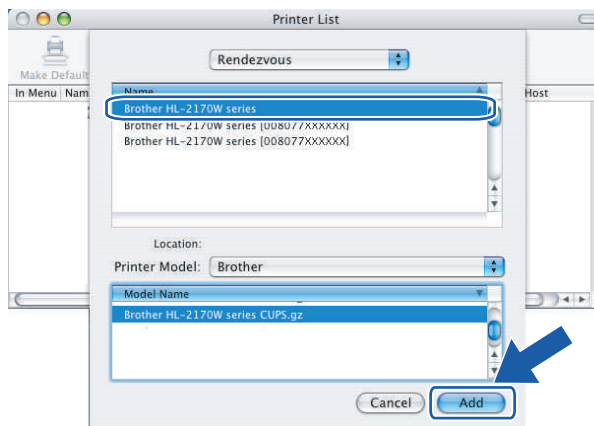 Printer List
Rendezvous
Make Default
In Menu Nam
Host
Name
Brother HL-2170W series
Brother HL-2170W series [008077XXXXXX]
Brother HL-2170W series [008077XXXXXX]
Location:
Printer Model: Brother
Model Name
Brother HL-2170W series CUPS.gz
Cancel Add